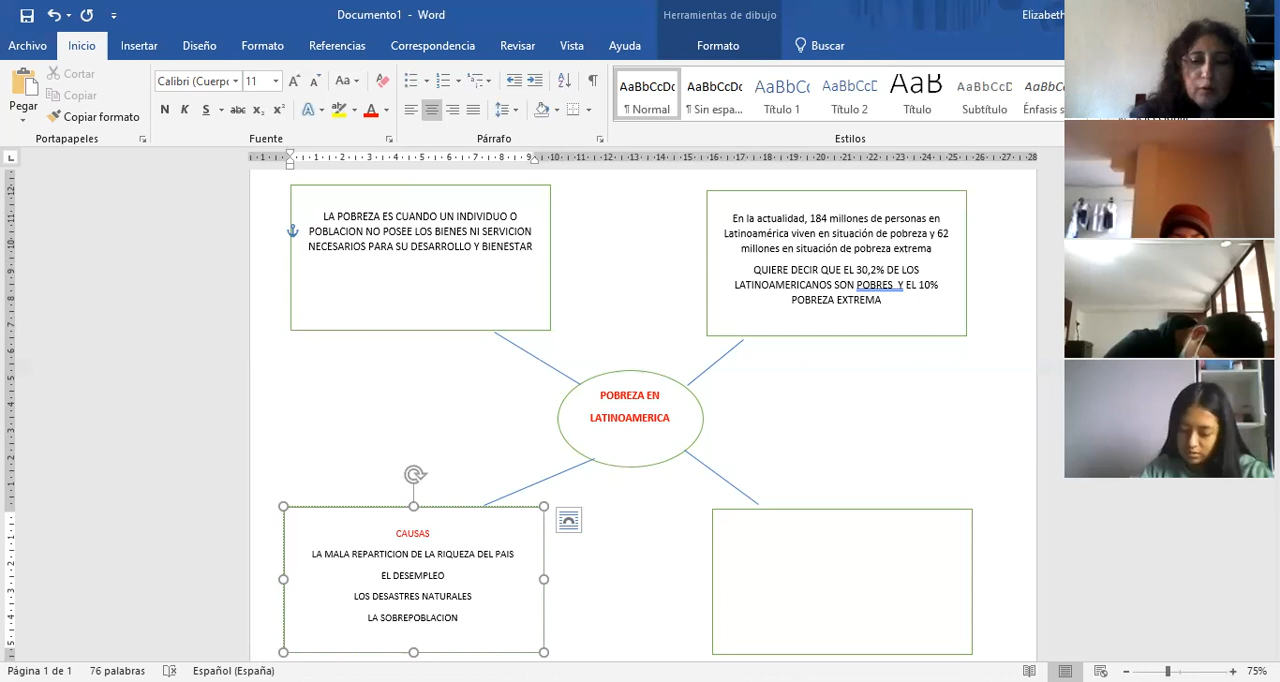 Documento1 - Word
Herramientas de dibujo
Elizabeth
Archivo
Inicio
Insertar
Diseño
Formato
Referencias
Correspondencia
Revisar
Vista
Ayuda
Formato
Buscar
Pegar
Cortar
Copiar
Copiar formato
Portapapeles
Calibri (Cuerpo
11
Fuente
Párrafo
AaBbCcDc
¶ Normal
AaBbCcDc
¶ Sin espa...
AaBbCc
Título 1
AaBbCcD
Título 2
AaB
Título
AaBbCcD
Subtítulo
AaBbCcD
Énfasis s
Estilos
LA POBREZA ES CUANDO UN INDIVIDUO O
POBLACION NO POSEE LOS BIENES NI SERVICION
NECESARIOS PARA SU DESARROLLO Y BIENESTAR
En la actualidad, 184 millones de personas en
Latinoamérica viven en situación de pobreza y 62
millones en situación de pobreza extrema
QUIERE DECIR QUE EL 30,2% DE LOS
LATINOAMERICANOS SON POBRES Y EL 10%
POBREZA EXTREMA
POBREZA EN
LATINOAMERICA
CAUSAS
LA MALA REPARTICION DE LA RIQUEZA DEL PAIS
EL DESEMPLEO
LOS DESASTRES NATURALES
LA SOBREPOBLACION
Página 1 de 1
76 palabras
Español (España)
75%